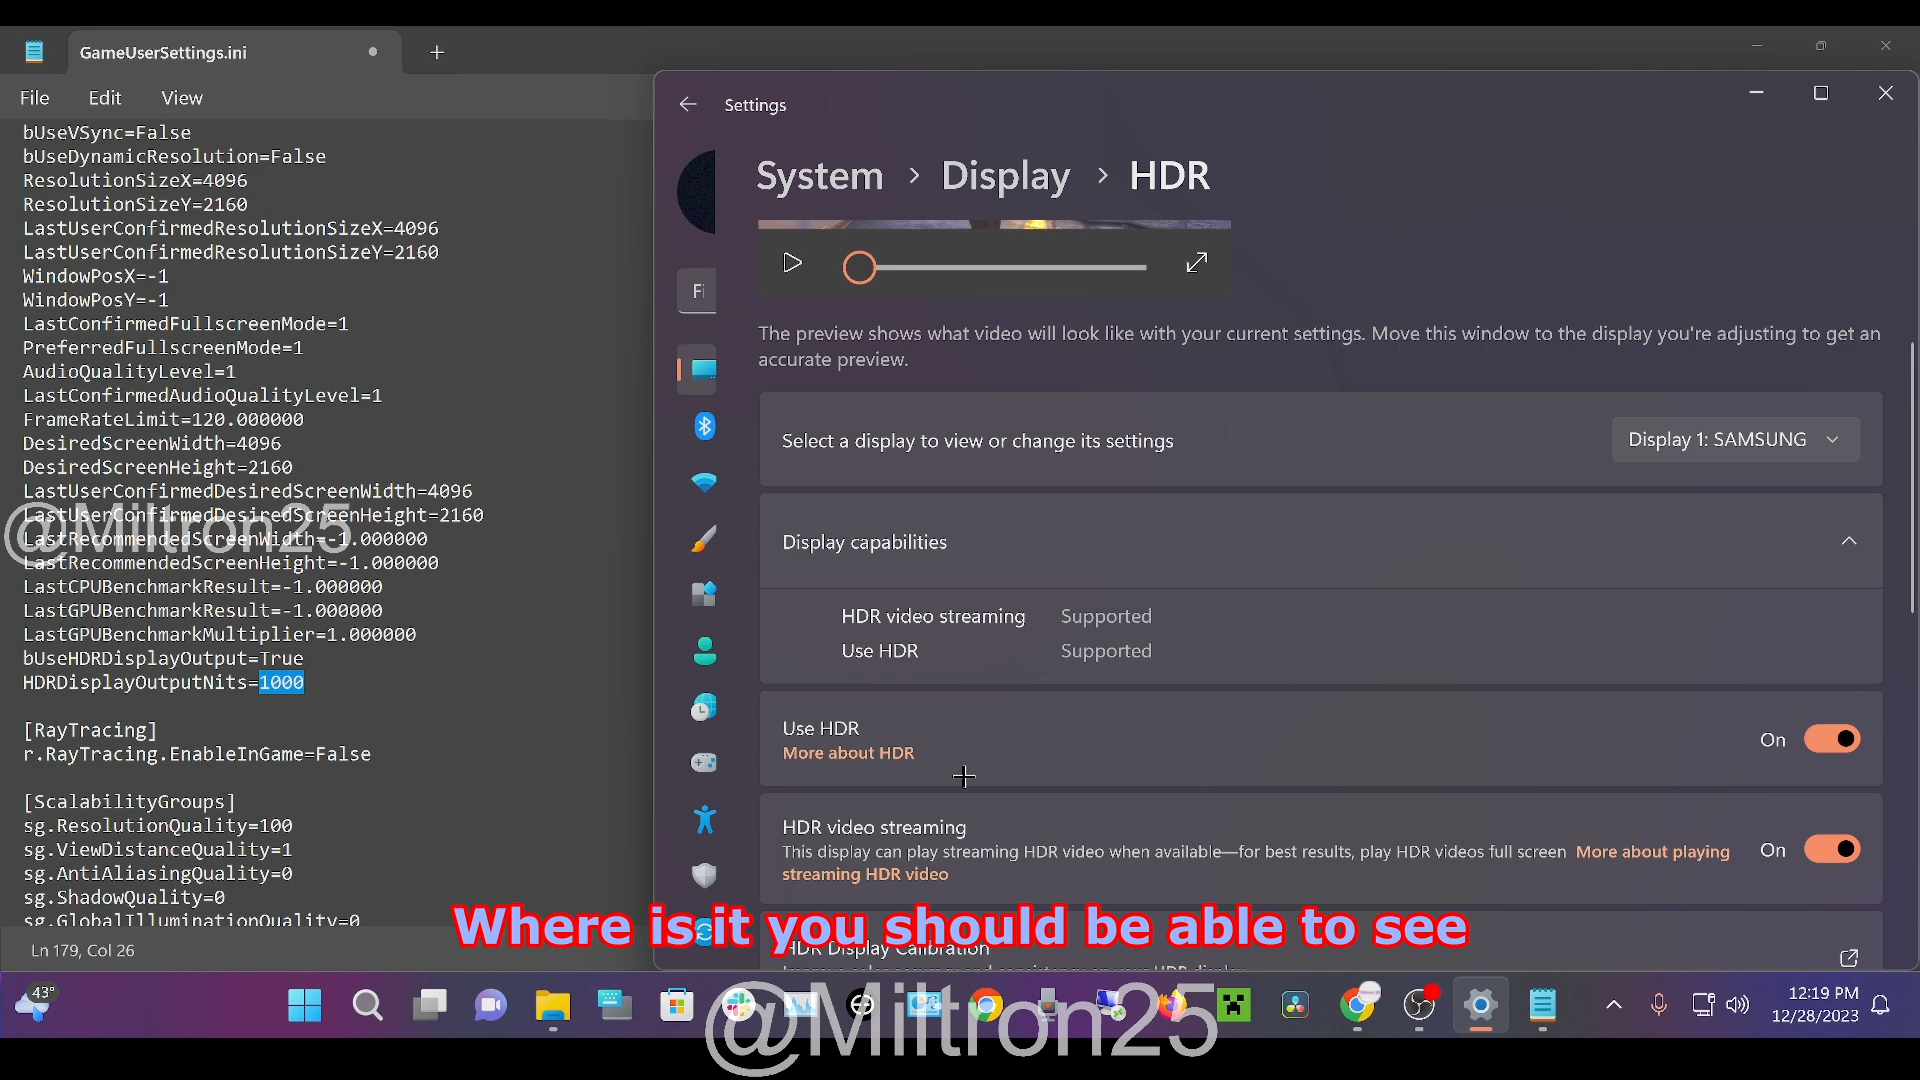 GameUserSettings.ini
File Edit View
bUseVSync=False
bUseDynamicResolution=False
ResolutionSizeX=4096
ResolutionSizeY=2160
LastUserConfirmedResolutionSizeX=4096
LastUserConfirmedResolutionSizeY=2160
WindowPosX=-1
WindowPosY=-1
LastConfirmedFullscreenMode=1
PreferredFullscreenMode=1
AudioQualityLevel=1
LastConfirmedAudioQualityLevel=1
FrameRateLimit=120.000000
DesiredScreenWidth=4096
DesiredScreenHeight=2160
LastUserConfirmedDesiredScreenWidth=4096
LastUserConfirmedDesiredScreenHeight=2160
@Miltron25
LastRecommendedScreenWidth=-1.000000
LastRecommendedScreenHeight=-1.000000
LastCPUBenchmarkResult=-1.000000
LastGPUBenchmarkResult=-1.000000
LastGPUBenchmarkMultiplier=1.000000
bUseHDRDisplayOutput=True
HDRDisplayOutputNits=1000
[RayTracing]
r.RayTracing.EnableInGame=False
[ScalabilityGroups]
sg.ResolutionQuality=100
sg.ViewDistanceQuality=1
sg.AntiAliasingQuality=0
sg.ShadowQuality=0
sg.GlobalIlluminationQuality=0
Ln 179, Col 26
Settings
System > Display > HDR
Fi
The preview shows what video will look like with your current settings. Move this window to the display you're adjusting to get an
accurate preview.
Select a display to view or change its settings
Display 1: SAMSUNG
Display capabilities
HDR video streaming Supported
Use HDR Supported
Use HDR
More about HDR
On
HDR video streaming
This display can play streaming HDR video when available—for best results, play HDR videos full screen More about playing
streaming HDR video
On
Where is it you should be able to see
HDR Display Calibration
43°
@Miltron25
12:19 PM
12/28/2023